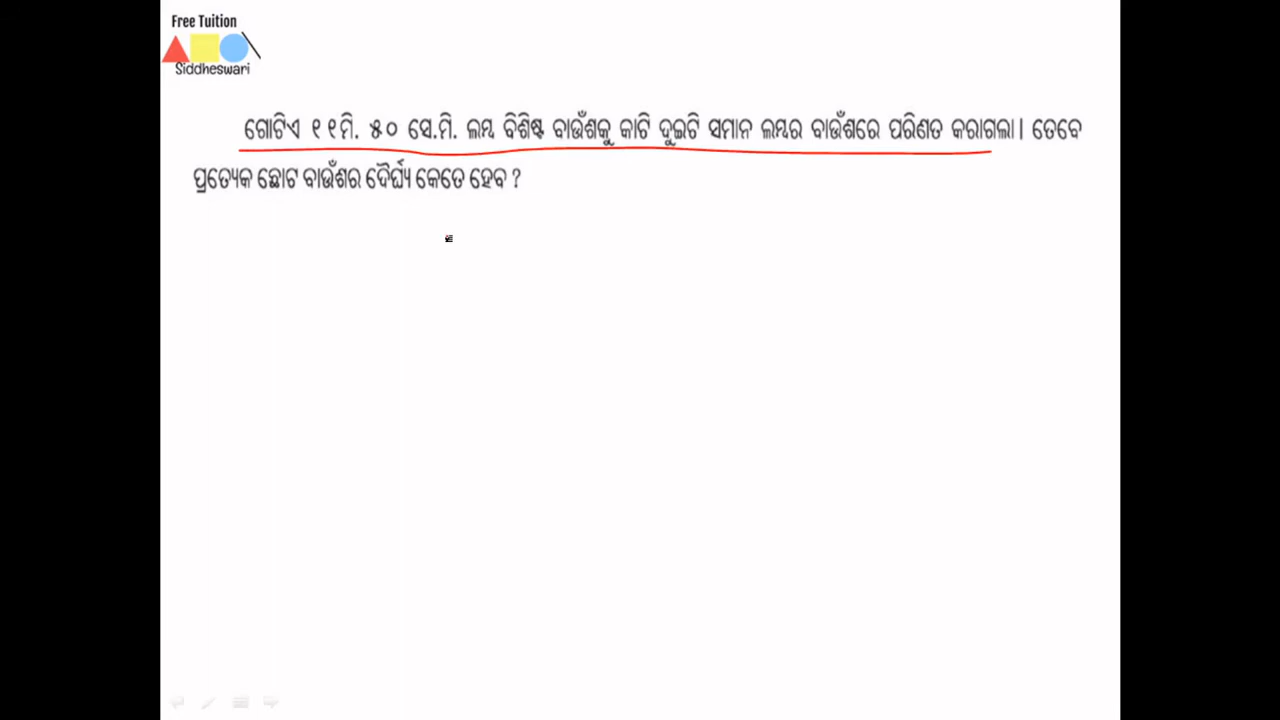 Free Tuition
Siddheswari
ଗୋଟିଏ ୧୧ମି. ୫୦ ସେ.ମି. ଲମ୍ବ ବିଶିଷ୍ଟ ବାଉଁଶକୁ କାଟି ଦୁଇଟି ସମାନ ଲମ୍ବର ବାଉଁଶରେ ପରିଣତ କରାଗଲା। ତେବେ
ପ୍ରତ୍ୟେକ ଛୋଟ ବାଉଁଶର ଦୈର୍ଘ୍ୟ କେତେ ହେବ ?